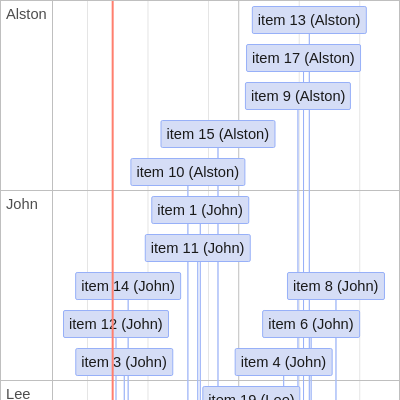 Alston
item 13 (Alston)
item 17 (Alston)
item 9 (Alston)
item 15 (Alston)
item 10 (Alston)
John
item 1 (John)
item 11 (John)
item 14 (John)
item 8 (John)
item 12 (John)
item 6 (John)
item 3 (John)
item 4 (John)
Lee
item 19 (Lee)